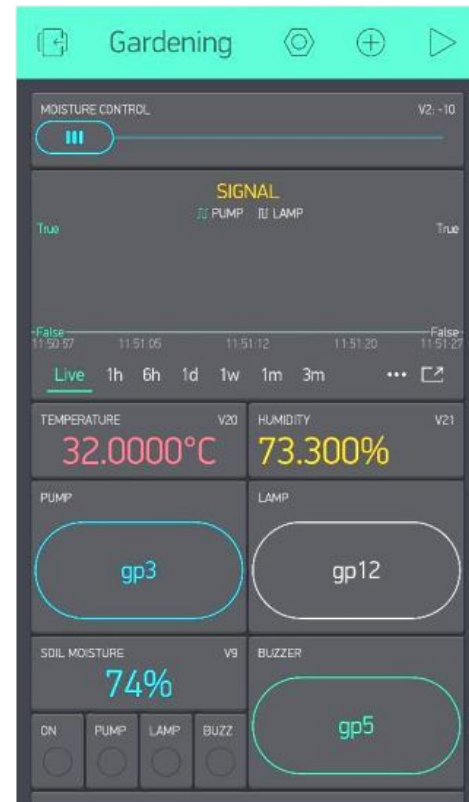 Gardening
MOISTURE CONTROL V2: -10
SIGNAL
PUMP LAMP
True True
False False
11:50:57 11:51:05 11:51:12 11:51:20 11:51:27
Live 1h 6h 1d 1w 1m 3m
TEMPERATURE V20 HUMIDITY V21
32.0000°C 73.300%
PUMP LAMP
gp3 gp12
SOIL MOISTURE V9 BUZZER
74%
gp5
ON PUMP LAMP BUZZ